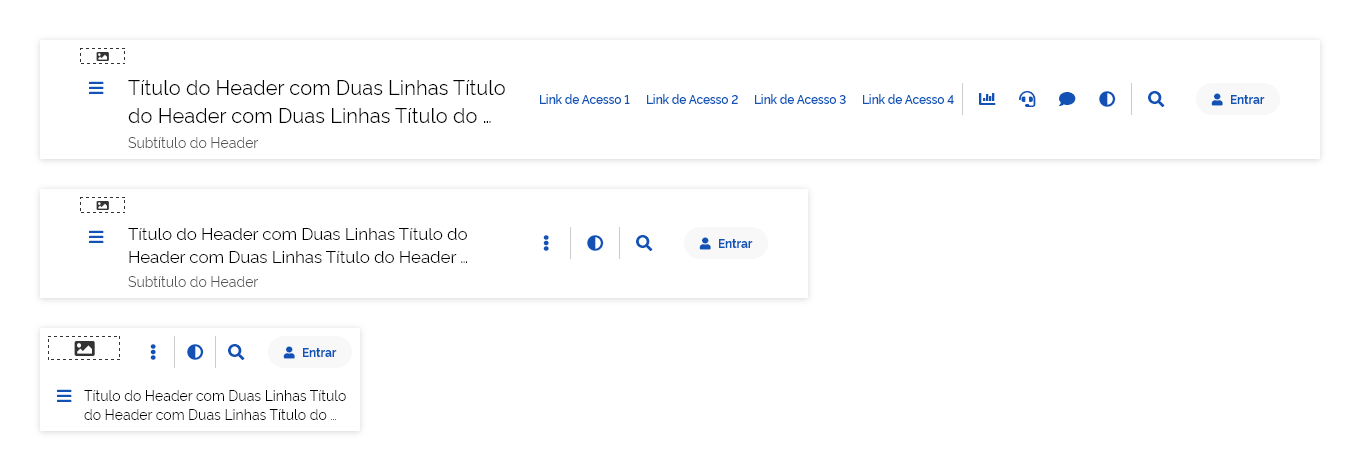 Título do Header com Duas Linhas Título
do Header com Duas Linhas Título do ...
Subtítulo do Header
Link de Acesso 1 Link de Acesso 2 Link de Acesso 3 Link de Acesso 4
Entrar
Título do Header com Duas Linhas Título do
Header com Duas Linhas Título do Header ...
Subtítulo do Header
Entrar
Entrar
Título do Header com Duas Linhas Título
do Header com Duas Linhas Título do ...